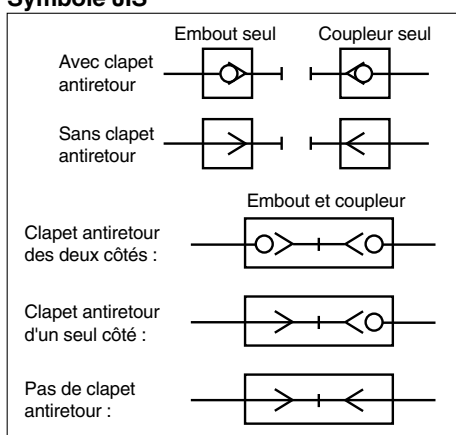 Symbole JIS
Embout seul
Coupleur seul
Avec clapet
antiretour
Sans clapet
antiretour
Embout et coupleur
Clapet antiretour
des deux côtés :
Clapet antiretour
d'un seul côté :
Pas de clapet
antiretour :